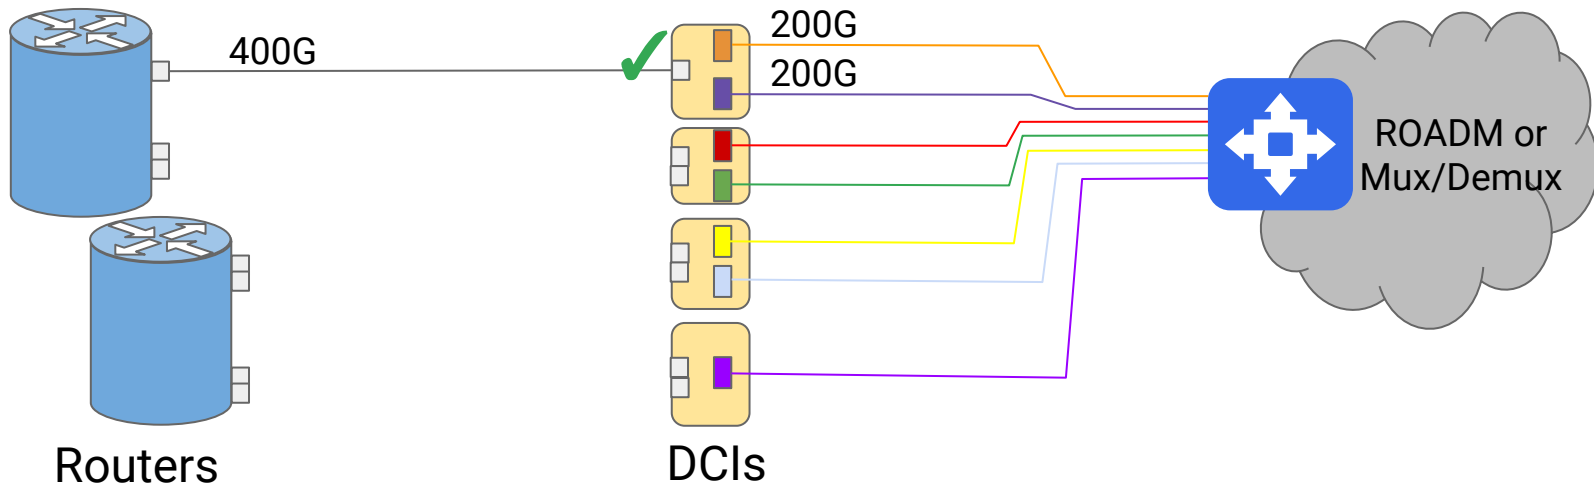 400G
200G
200G
ROADM or
Mux/Demux
Routers
DCIs